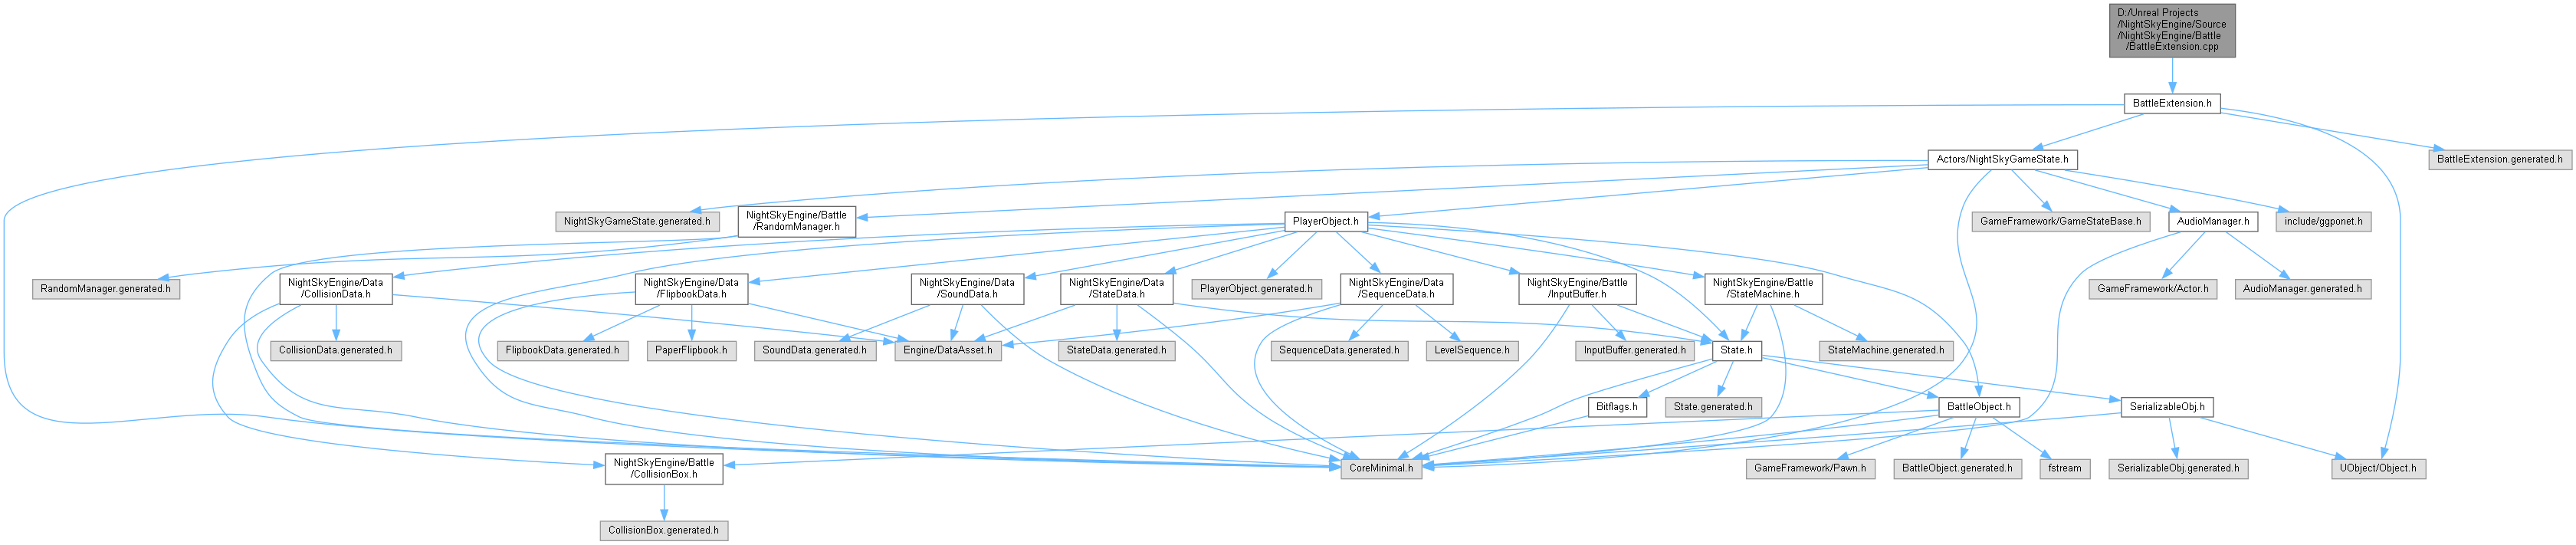 D:/Unreal Projects
/NightSkyEngine/Source
/NightSkyEngine/Battle
/BattleExtension.cpp
BattleExtension.h
Actors/NightSkyGameState.h
BattleExtension.generated.h
NightSkyGameState.generated.h
NightSkyEngine/Battle
/RandomManager.h
PlayerObject.h
GameFramework/GameStateBase.h
AudioManager.h
include/ggponet.h
RandomManager.generated.h
NightSkyEngine/Data
/CollisionData.h
NightSkyEngine/Data
/FlipbookData.h
NightSkyEngine/Data
/SoundData.h
NightSkyEngine/Data
/StateData.h
PlayerObject.generated.h
NightSkyEngine/Data
/SequenceData.h
NightSkyEngine/Battle
/InputBuffer.h
NightSkyEngine/Battle
/StateMachine.h
GameFramework/Actor.h
AudioManager.generated.h
CollisionData.generated.h
FlipbookData.generated.h
PaperFlipbook.h
SoundData.generated.h
Engine/DataAsset.h
StateData.generated.h
SequenceData.generated.h
LevelSequence.h
InputBuffer.generated.h
State.h
StateMachine.generated.h
Bitflags.h
State.generated.h
BattleObject.h
SerializableObj.h
NightSkyEngine/Battle
/CollisionBox.h
CoreMinimal.h
GameFramework/Pawn.h
BattleObject.generated.h
fstream
SerializableObj.generated.h
UObject/Object.h
CollisionBox.generated.h